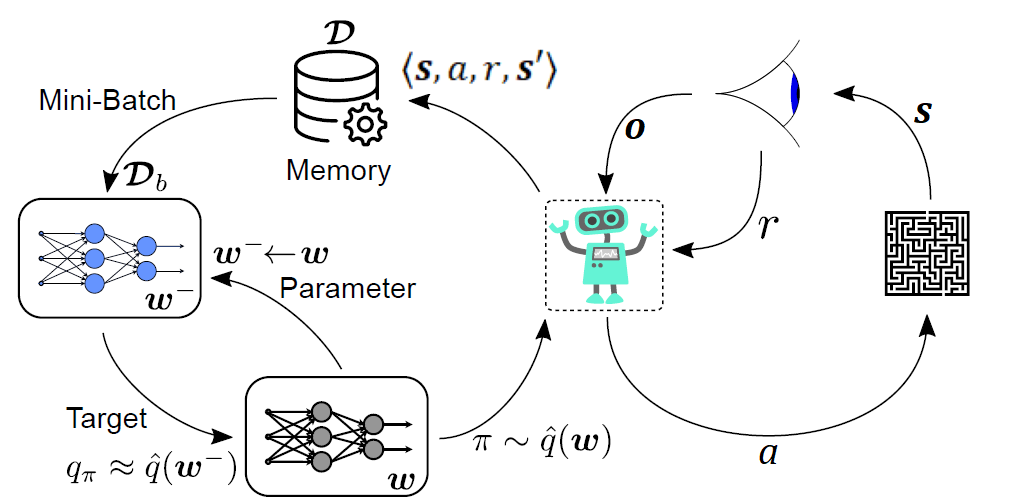 𝓓
⟨s, a, r, s′⟩
Mini-Batch
Memory
𝓓_b
o
s
r
w⁻ ← w
Parameter
w⁻
Target
q_π ≈ q̂(w⁻)
w
π ∼ q̂(w)
a